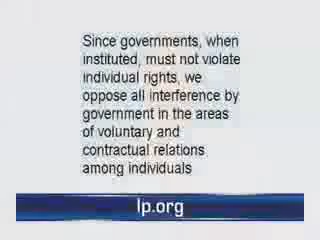 Since governments, when
instituted, must not violate
individual rights, we
oppose all interference by
government in the areas
of voluntary and
contractual relations
among individuals
lp.org